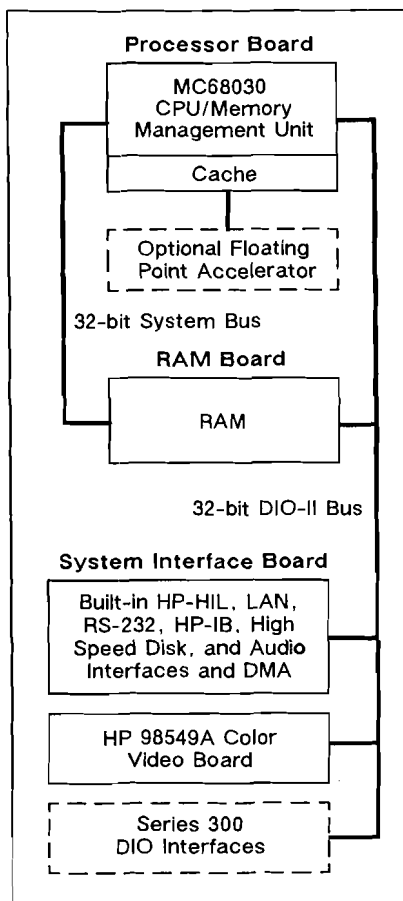 Processor Board
MC68030
CPU/Memory
Management Unit
Cache
Optional Floating
Point Accelerator
32-bit System Bus
RAM Board
RAM
32-bit DIO-II Bus
System Interface Board
Built-in HP-HIL, LAN,
RS-232, HP-IB, High
Speed Disk, and Audio
Interfaces and DMA
HP 98549A Color
Video Board
Series 300
DIO Interfaces